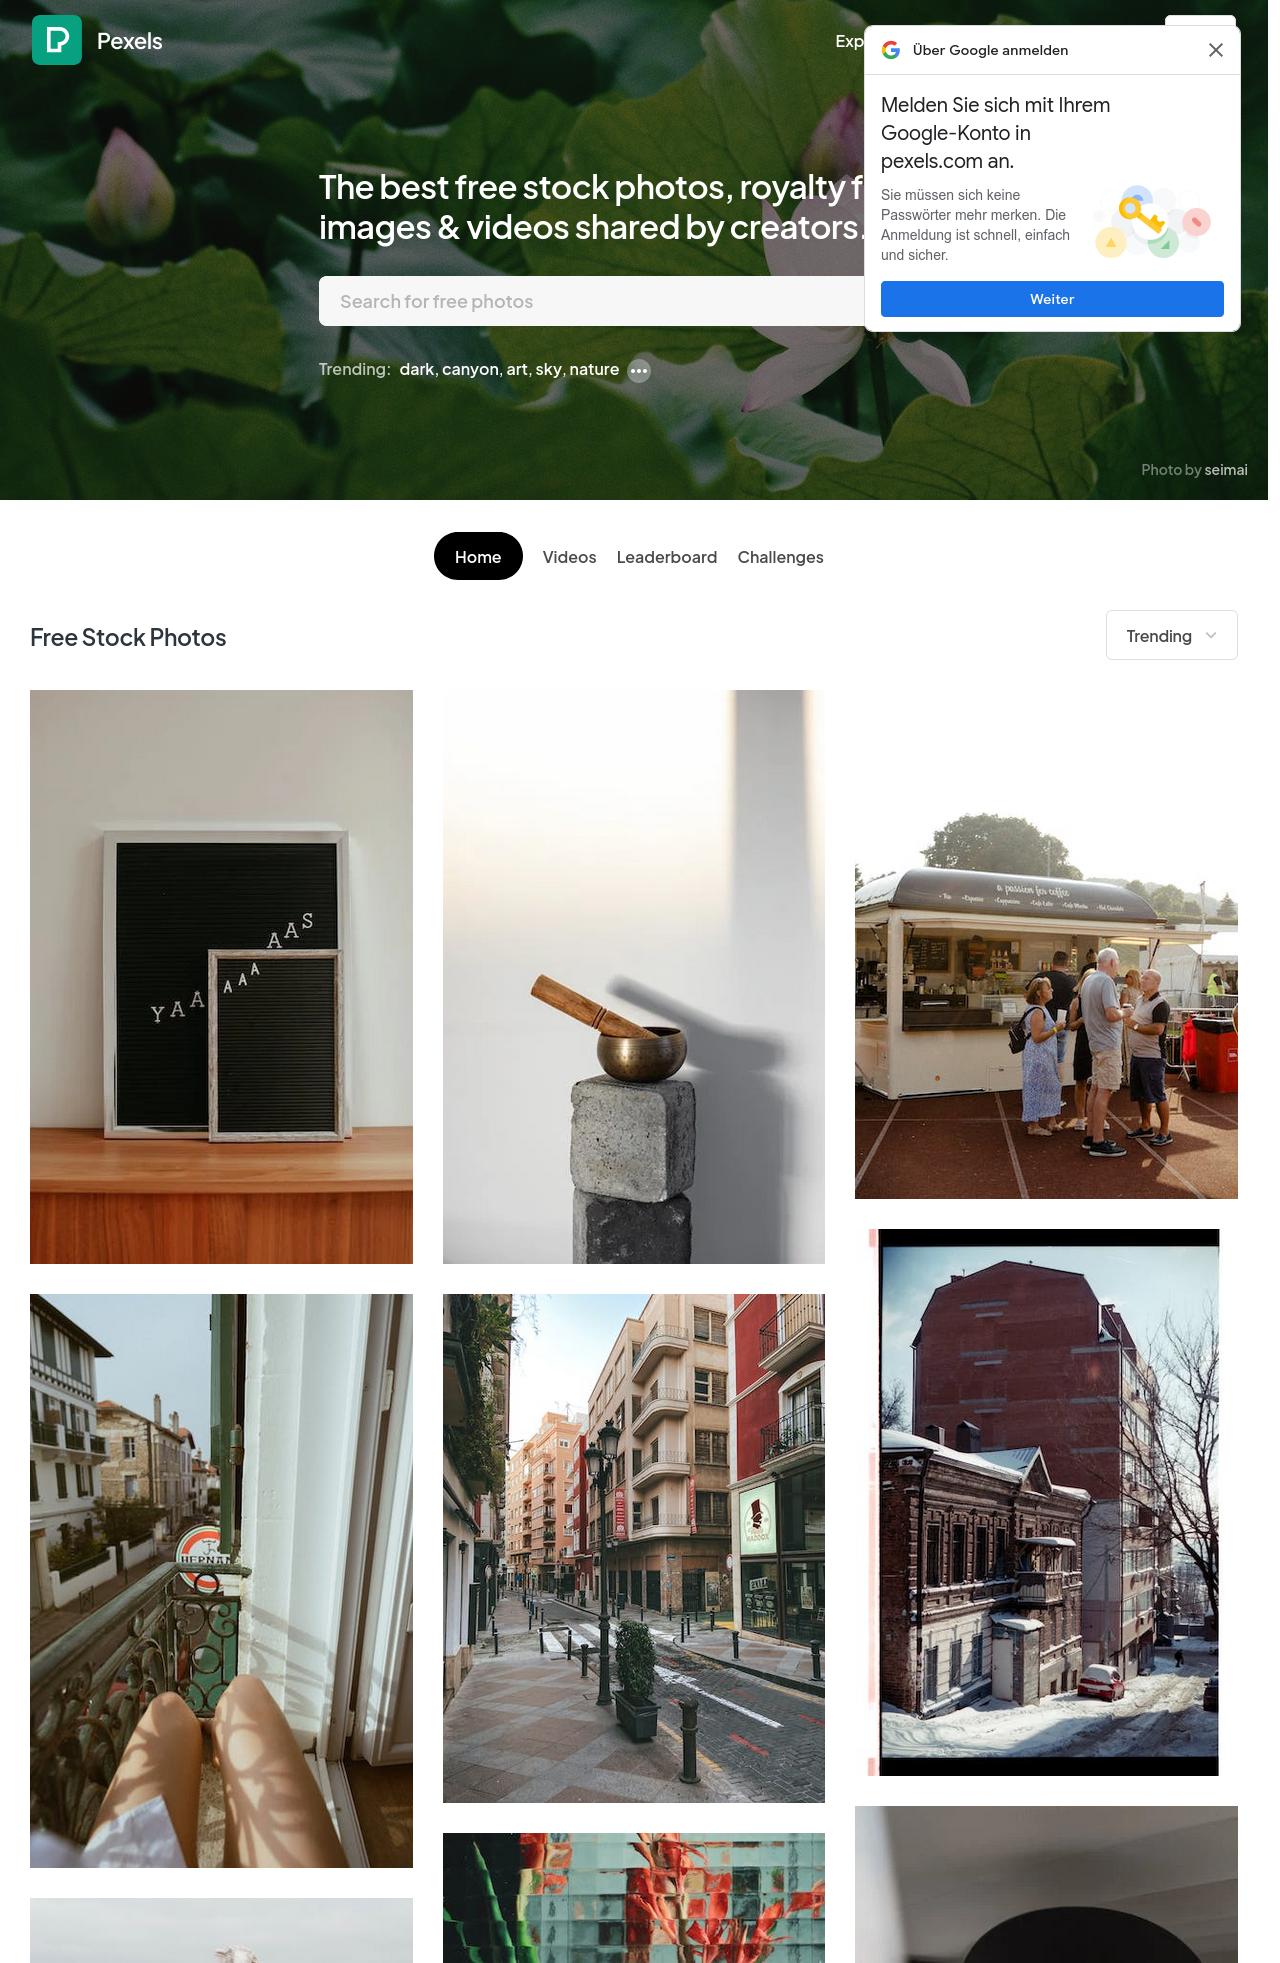 Pexels
Exp
Über Google anmelden
Melden Sie sich mit Ihrem
Google-Konto in
pexels.com an.
Sie müssen sich keine
Passwörter mehr merken. Die
Anmeldung ist schnell, einfach
und sicher.
Weiter
The best free stock photos, royalty f
images & videos shared by creators.
Search for free photos
Trending: dark, canyon, art, sky, nature
Photo by seimai
Home Videos Leaderboard Challenges
Free Stock Photos
Trending
YAAAAAAAS
a passion for coffee
HEPNA
MADDOX